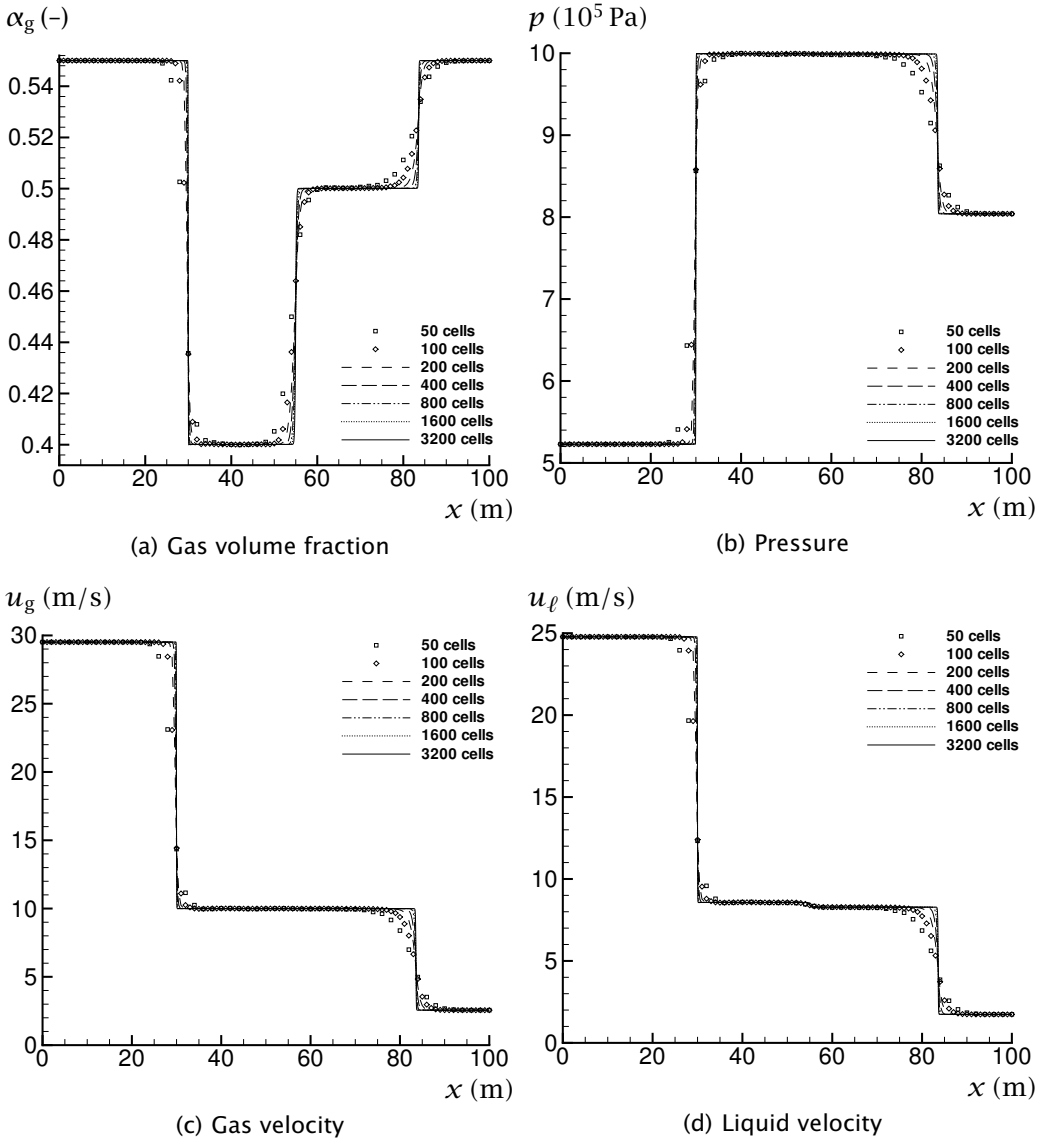 αg (–)
0.54
0.52
0.5
0.48
0.46
0.44
0.42
0.4
0 20 40 60 80 100
x (m)
50 cells
100 cells
200 cells
400 cells
800 cells
1600 cells
3200 cells
(a) Gas volume fraction
p (10⁵ Pa)
10
9
8
7
6
5
0 20 40 60 80 100
x (m)
50 cells
100 cells
200 cells
400 cells
800 cells
1600 cells
3200 cells
(b) Pressure
ug (m/s)
30
25
20
15
10
5
0
0 20 40 60 80 100
x (m)
50 cells
100 cells
200 cells
400 cells
800 cells
1600 cells
3200 cells
(c) Gas velocity
uℓ (m/s)
25
20
15
10
5
0
0 20 40 60 80 100
x (m)
50 cells
100 cells
200 cells
400 cells
800 cells
1600 cells
3200 cells
(d) Liquid velocity